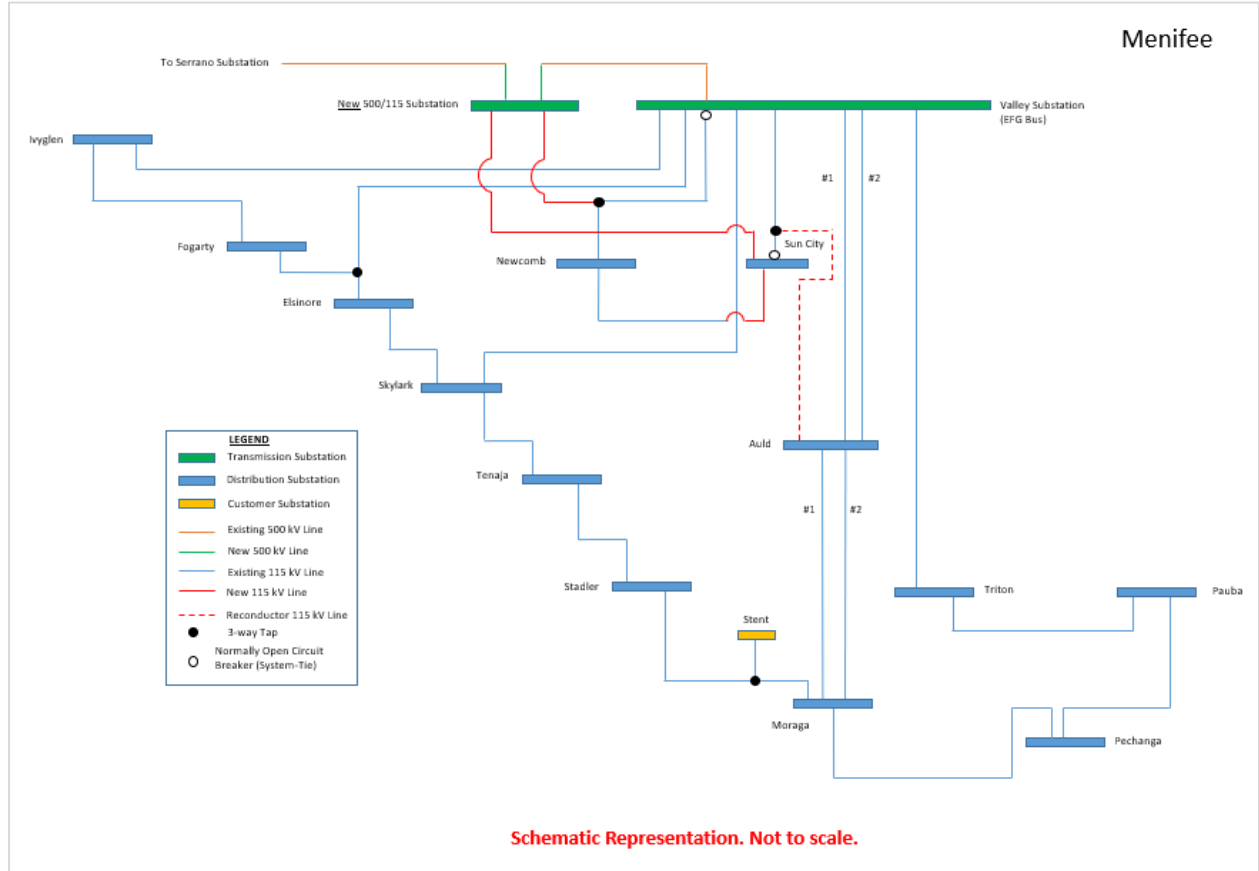 Menifee
To Serrano Substation
New 500/115 Substation
Valley Substation
(EFG Bus)
Ivyglen
#1
#2
Fogarty
Newcomb
Sun City
Elsinore
Skylark
LEGEND
Transmission Substation
Distribution Substation
Customer Substation
Existing 500 kV Line
New 500 kV Line
Existing 115 kV Line
New 115 kV Line
Reconductor 115 kV Line
3-way Tap
Normally Open Circuit
Breaker (System-Tie)
Auld
Tenaja
#1
#2
Stadler
Triton
Pauba
Stent
Moraga
Pechanga
Schematic Representation. Not to scale.